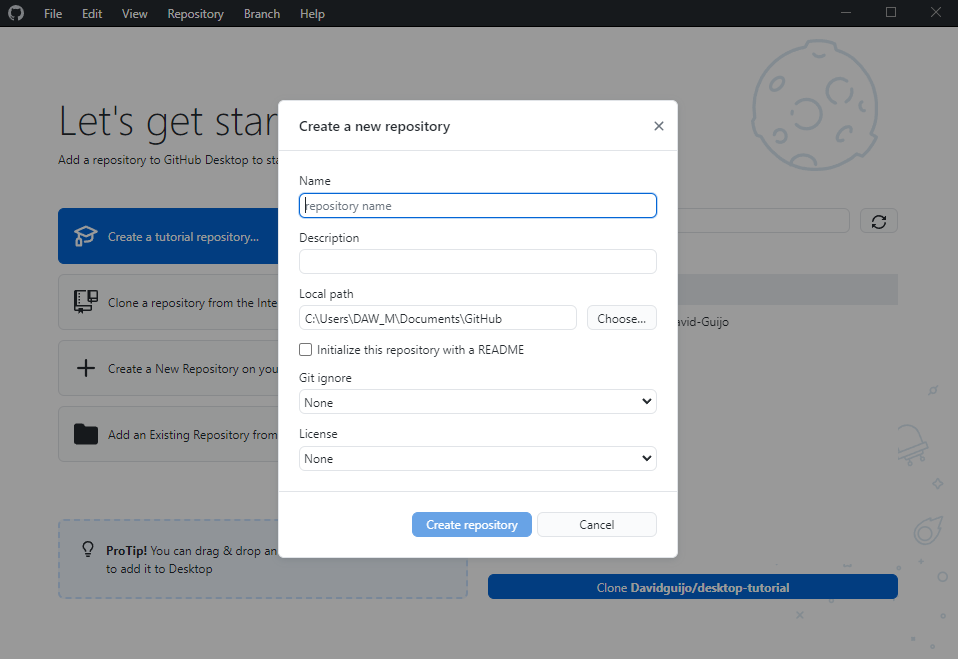 File Edit View Repository Branch Help
Let's get star
Add a repository to GitHub Desktop to sta
Create a tutorial repository...
Clone a repository from the Inte
Create a New Repository on you
Add an Existing Repository from
ProTip! You can drag & drop an
to add it to Desktop
Create a new repository
Name
repository name
Description
Local path
C:\Users\DAW_M\Documents\GitHub
Choose...
Initialize this repository with a README
Git ignore
None
License
None
Create repository Cancel
avid-Guijo
Clone Davidguijo/desktop-tutorial